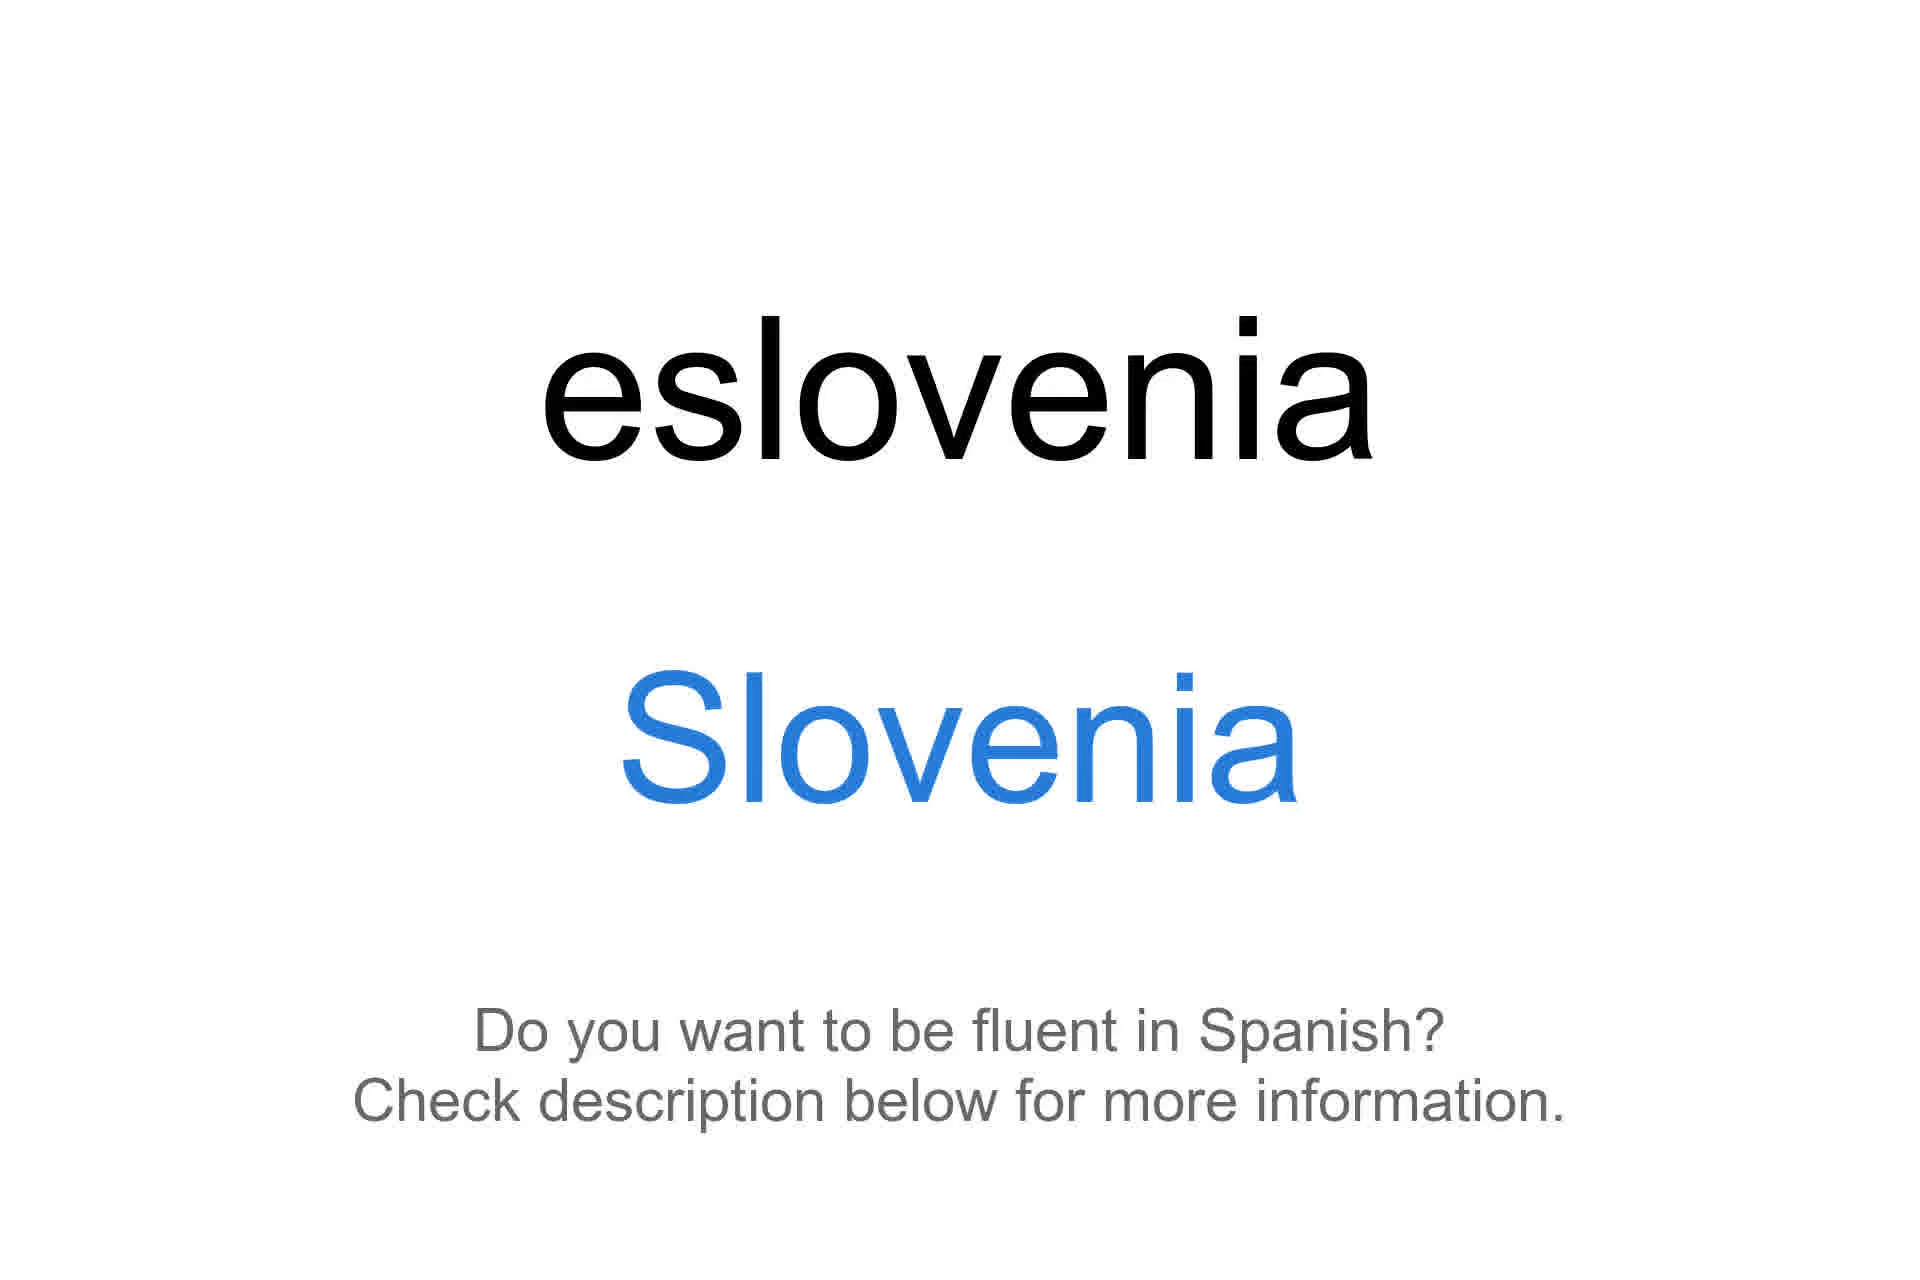 eslovenia
Slovenia
Do you want to be fluent in Spanish?
Check description below for more information.